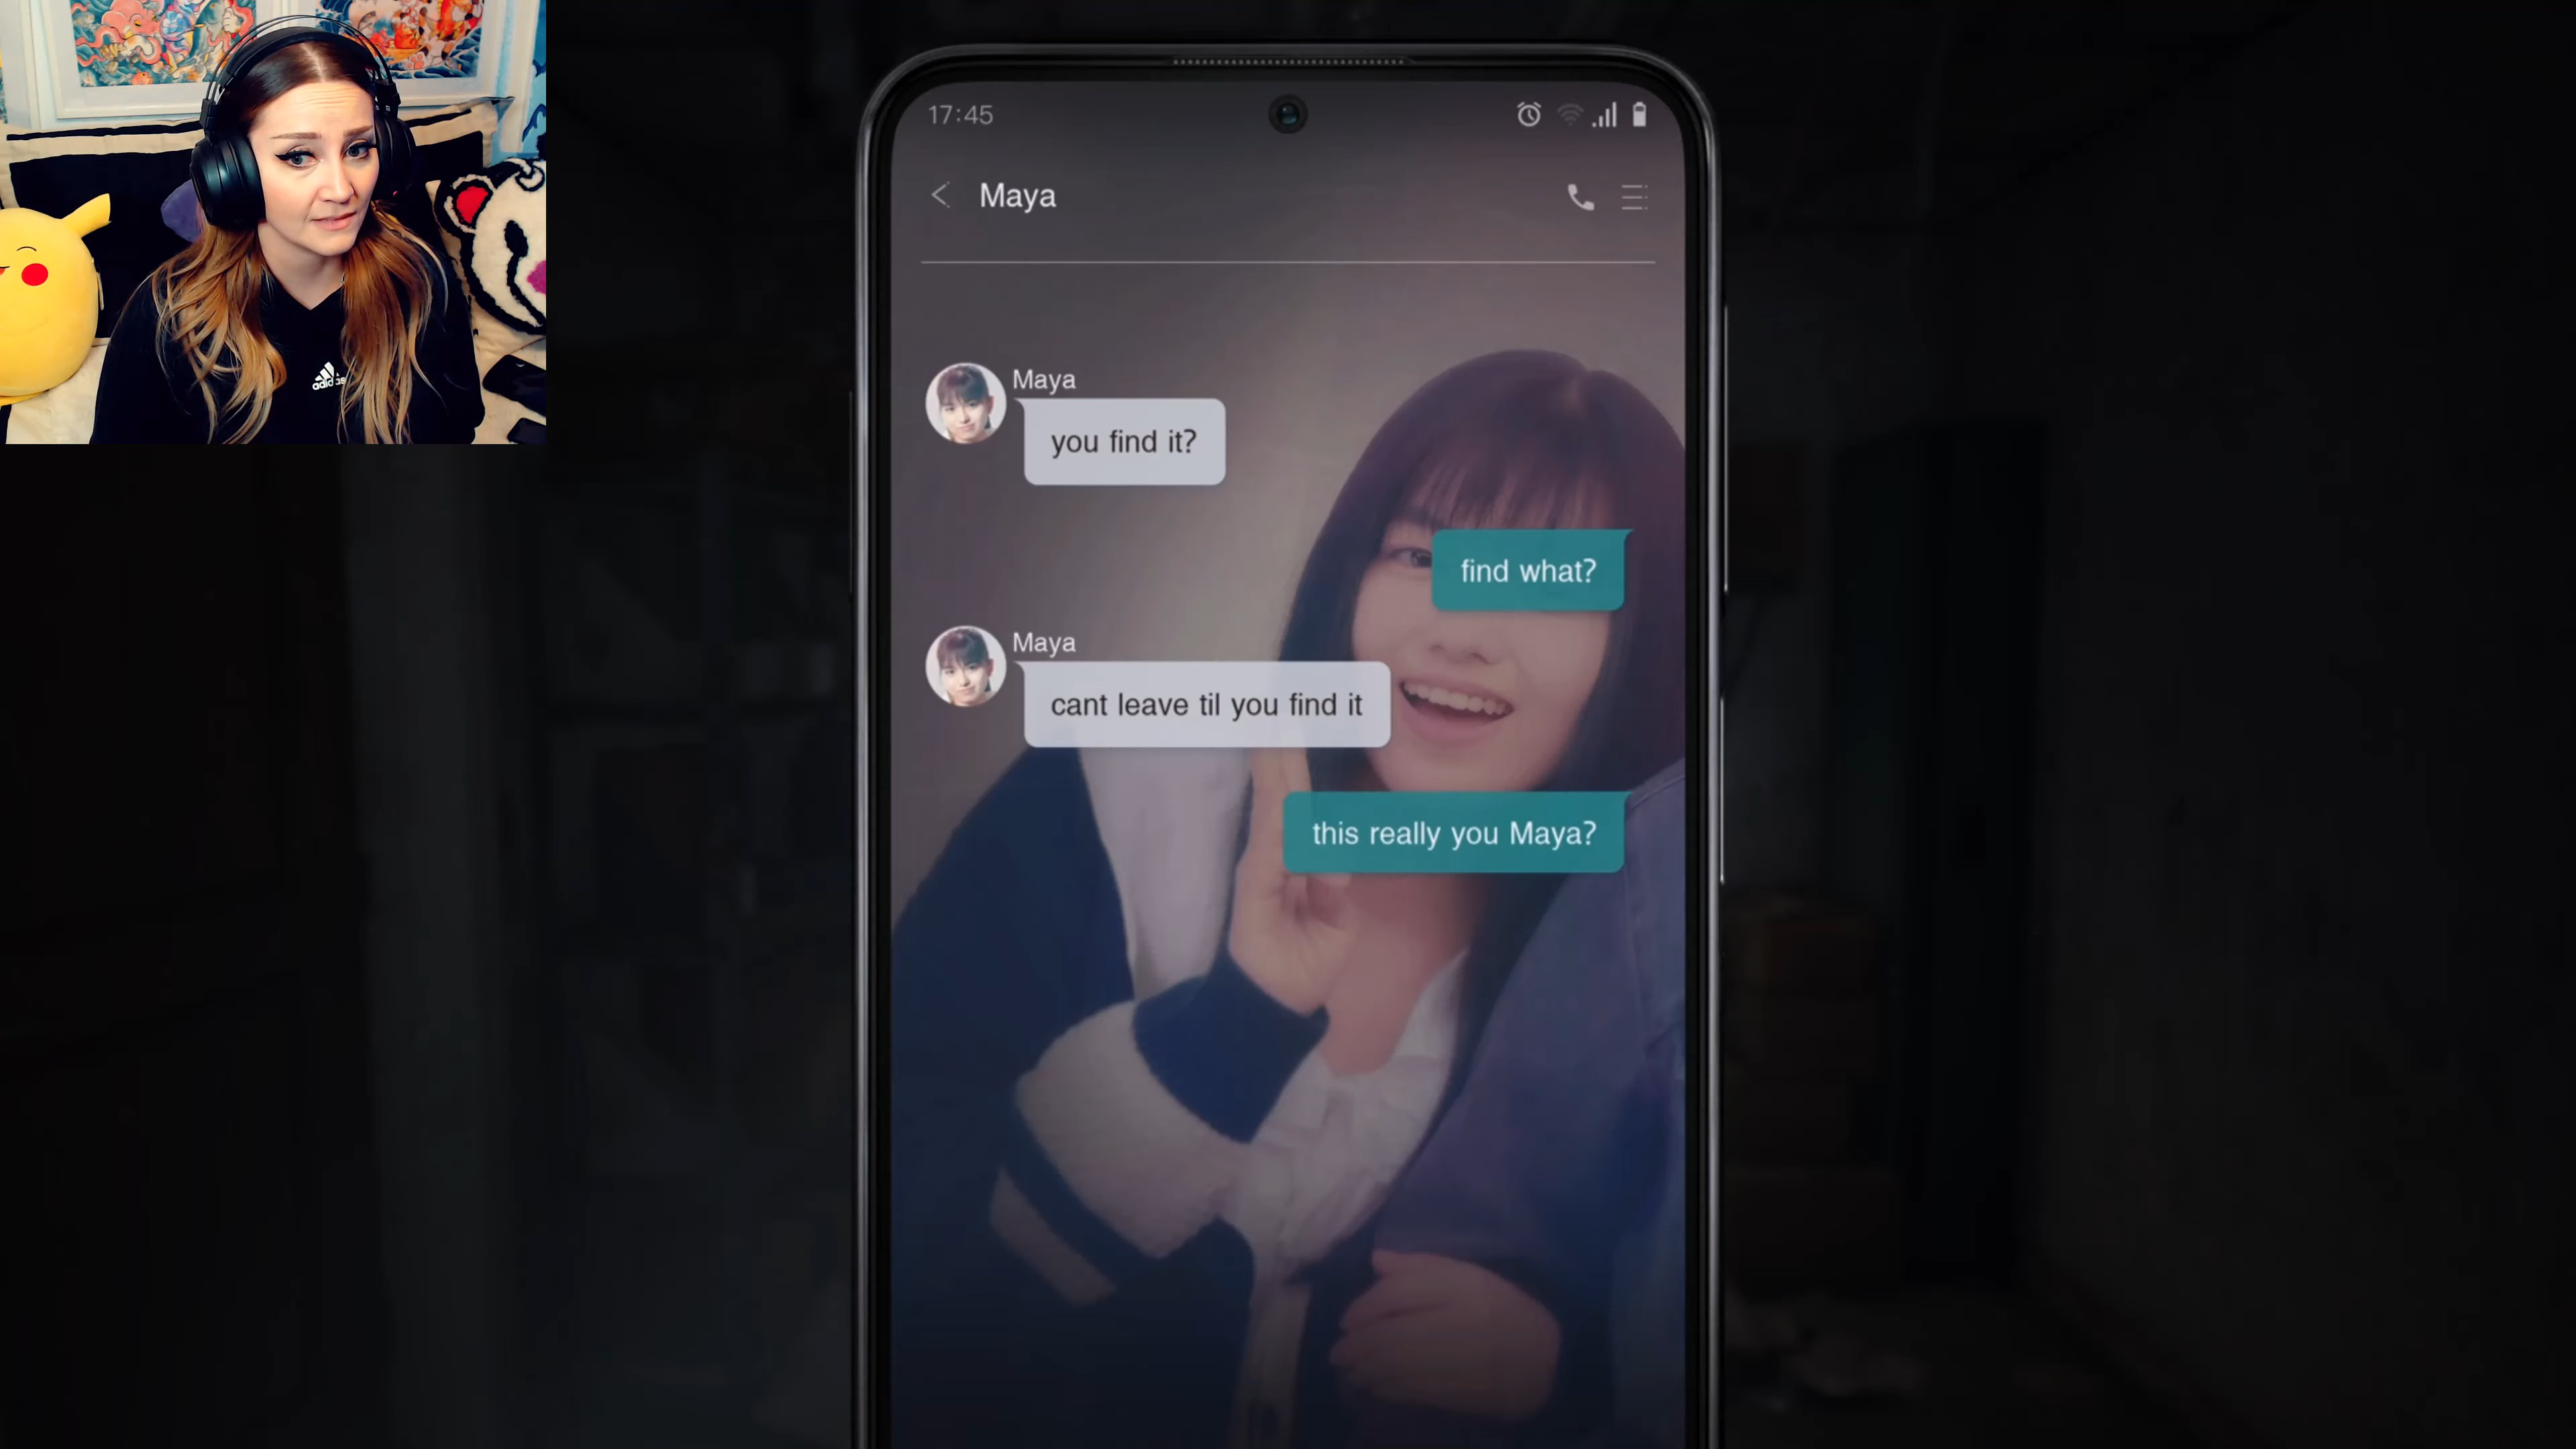 adidas
17:45
Maya
Maya
you find it?
find what?
Maya
cant leave til you find it
this really you Maya?